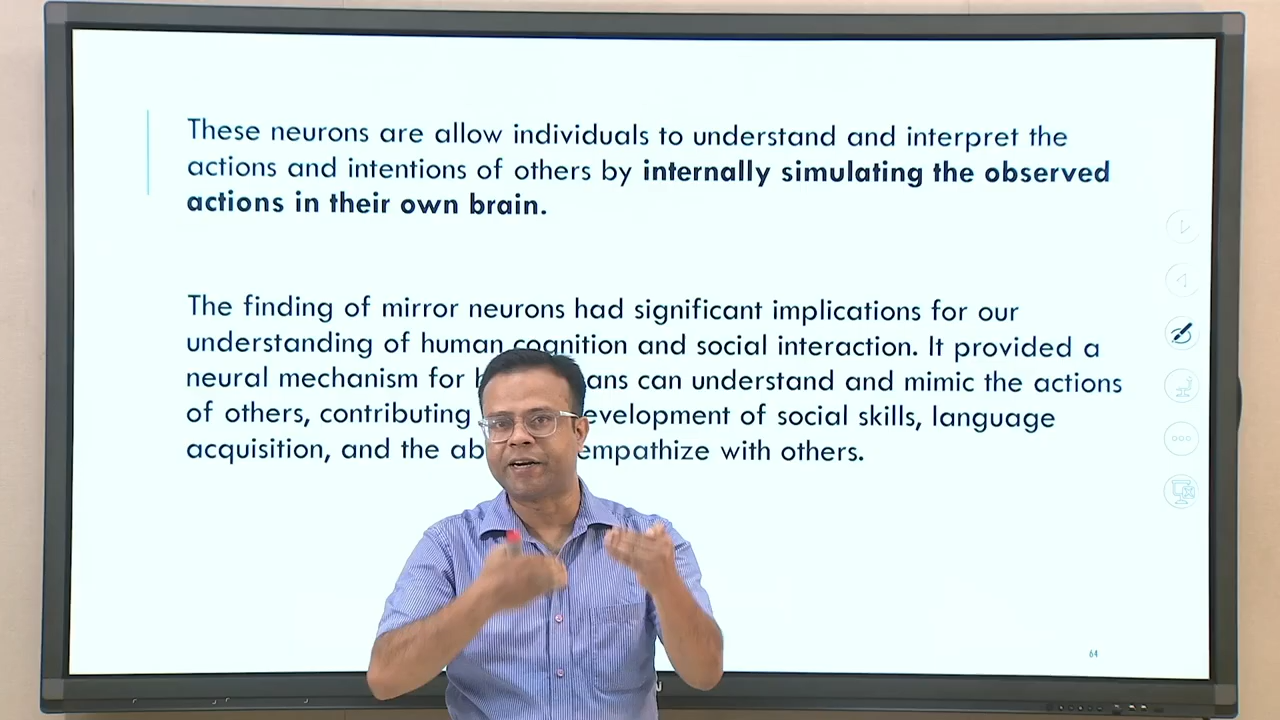 These neurons are allow individuals to understand and interpret the
actions and intentions of others by internally simulating the observed
actions in their own brain.
The finding of mirror neurons had significant implications for our
understanding of human cognition and social interaction. It provided a
neural mechanism for can understand and mimic the actions
of others, contributing development of social skills, language
acquisition, and the empathize with others.
64